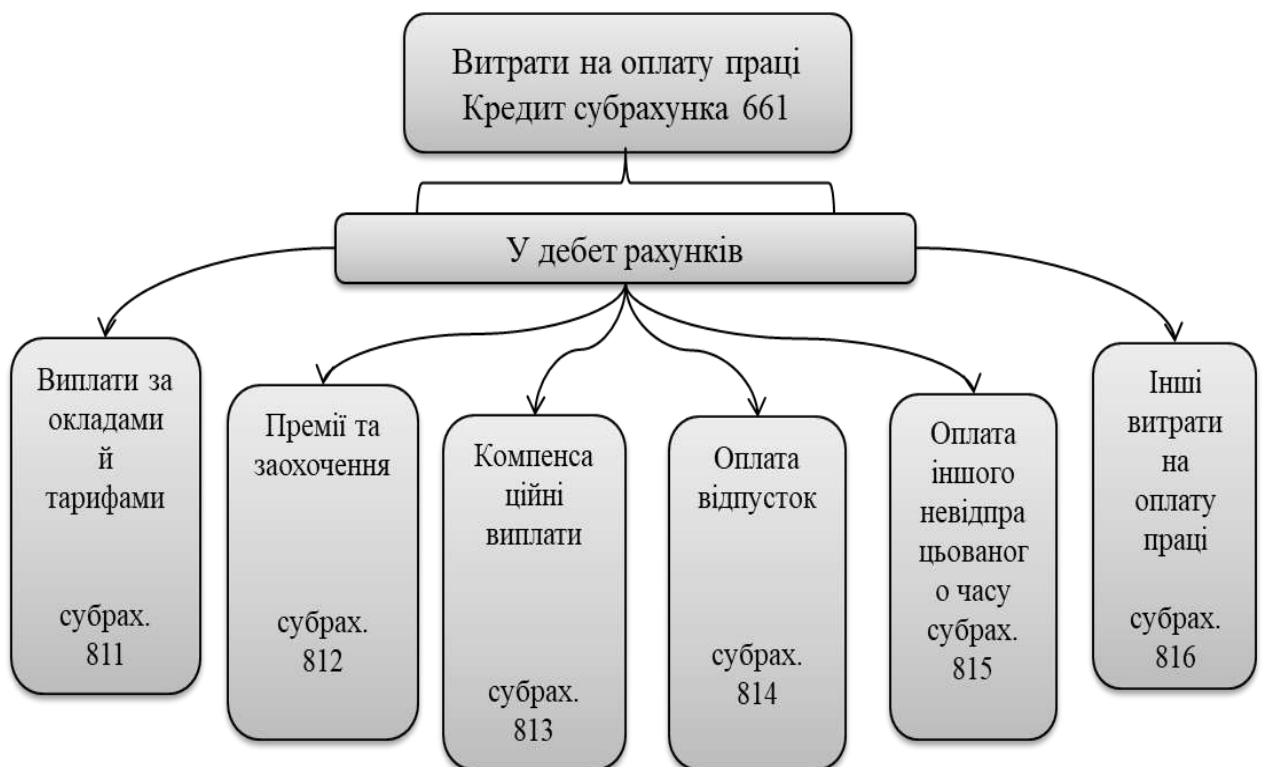 Витрати на оплату праці
Кредит субрахунка 661
У дебет рахунків
Виплати за
окладами
й
тарифами
субрах.
811
Премії та
заохочення
субрах.
812
Компенса
ційні
виплати
субрах.
813
Оплата
відпусток
субрах.
814
Оплата
іншого
невідпра
цьованог
о часу
субрах.
815
Інші
витрати
на
оплату
праці
субрах.
816